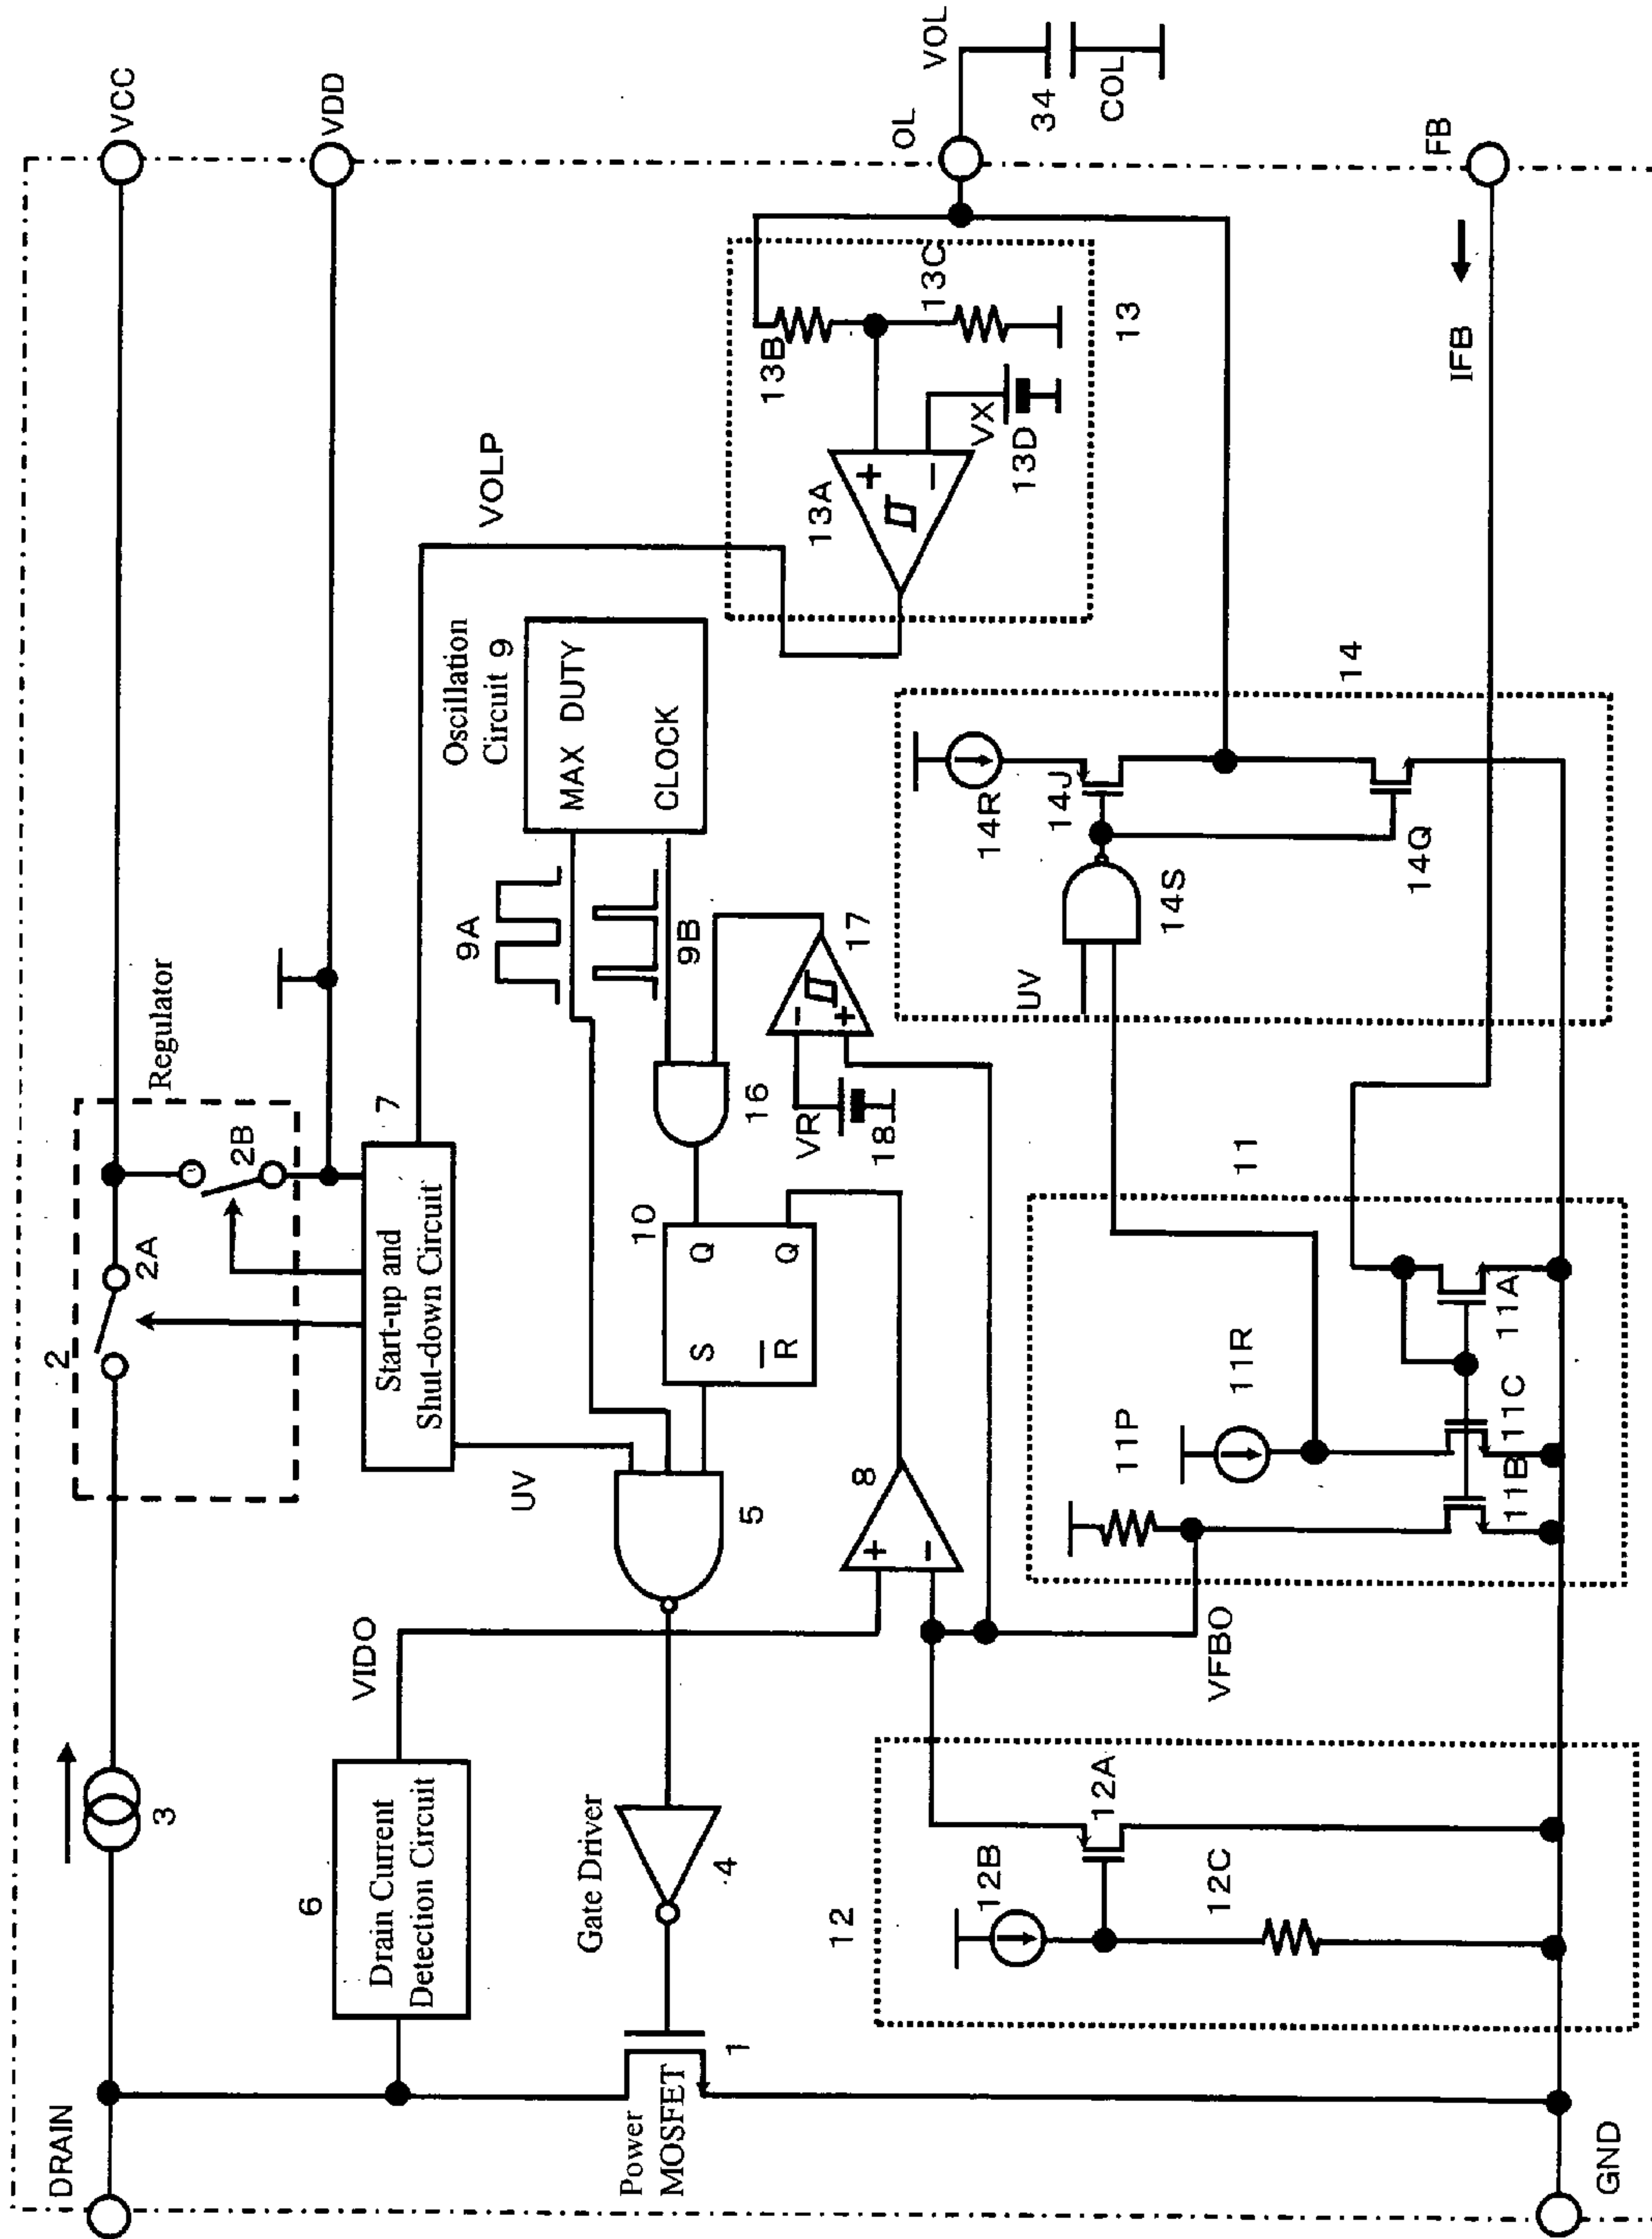 DRAIN
VCC
VDD
OL
FB
GND
3
2
2A
2B
Regulator
6
Drain Current
Detection Circuit
VIDO
7
Start-up and
Shut-down Circuit
UV
Gate Driver
4
Power
MOSFET
1
5
10
S
Q
R
Q
16
9A
9B
Oscillation
Circuit 9
MAX DUTY
CLOCK
17
-
+
VR
18
8
+
-
VOLP
13A
+
-
13B
13C
VX
13D
13
VOL
34
COL
12
12B
12A
12C
VFBO
11P
11R
11B
11C
11A
11
UV
14S
14R
14J
14Q
14
IFB